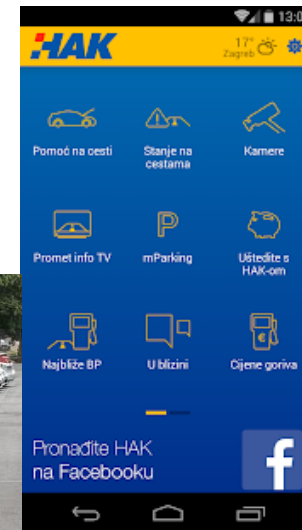 13:0
HAK
17°
Zagreb
Pomoć na cesti
Stanje na
cestama
Kamere
Promet info TV
P
mParking
Uštedite s
HAK-om
Najbliže BP
U blizini
€
Cijene goriva
Pronađite HAK
na Facebooku
f